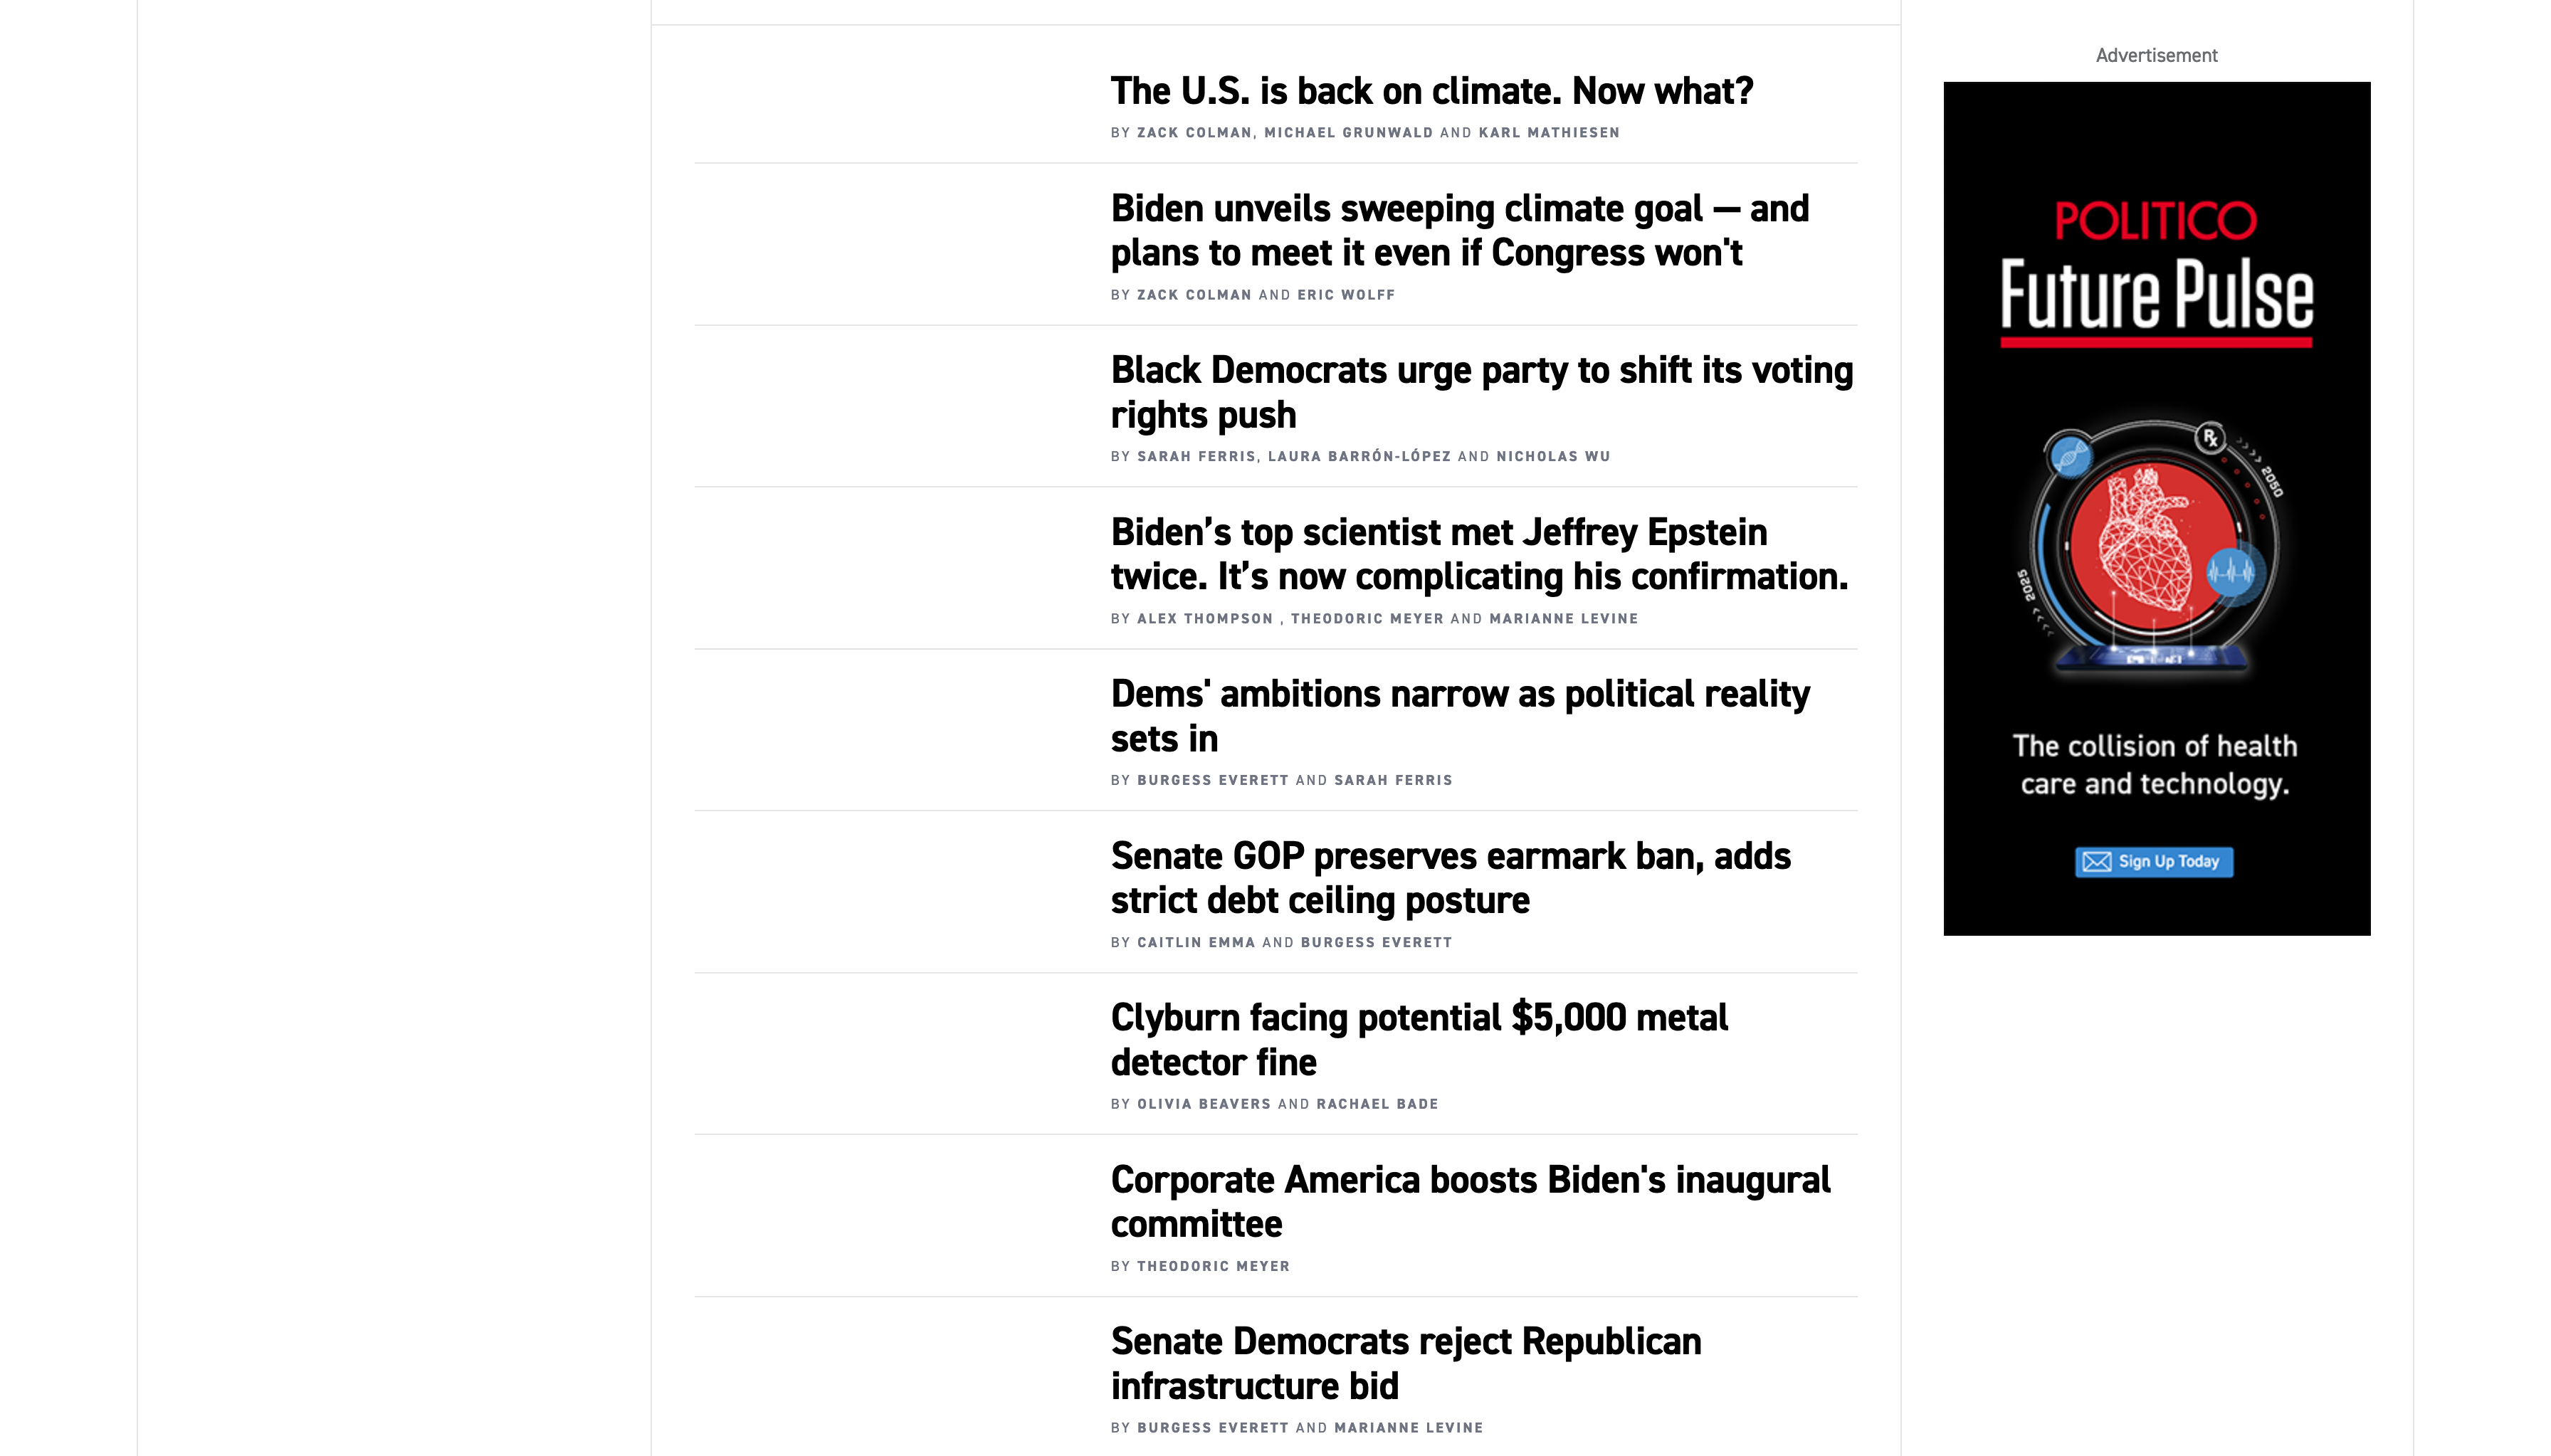 The U.S. is back on climate. Now what?
BY ZACK COLMAN, MICHAEL GRUNWALD AND KARL MATHIESEN
Biden unveils sweeping climate goal — and
plans to meet it even if Congress won't
BY ZACK COLMAN AND ERIC WOLFF
Black Democrats urge party to shift its voting
rights push
BY SARAH FERRIS, LAURA BARRÓN-LÓPEZ AND NICHOLAS WU
Biden’s top scientist met Jeffrey Epstein
twice. It’s now complicating his confirmation.
BY ALEX THOMPSON , THEODORIC MEYER AND MARIANNE LEVINE
Dems' ambitions narrow as political reality
sets in
BY BURGESS EVERETT AND SARAH FERRIS
Senate GOP preserves earmark ban, adds
strict debt ceiling posture
BY CAITLIN EMMA AND BURGESS EVERETT
Clyburn facing potential $5,000 metal
detector fine
BY OLIVIA BEAVERS AND RACHAEL BADE
Corporate America boosts Biden's inaugural
committee
BY THEODORIC MEYER
Senate Democrats reject Republican
infrastructure bid
BY BURGESS EVERETT AND MARIANNE LEVINE
Advertisement
POLITICO
Future Pulse
Rx
2050
2025
The collision of health
care and technology.
Sign Up Today